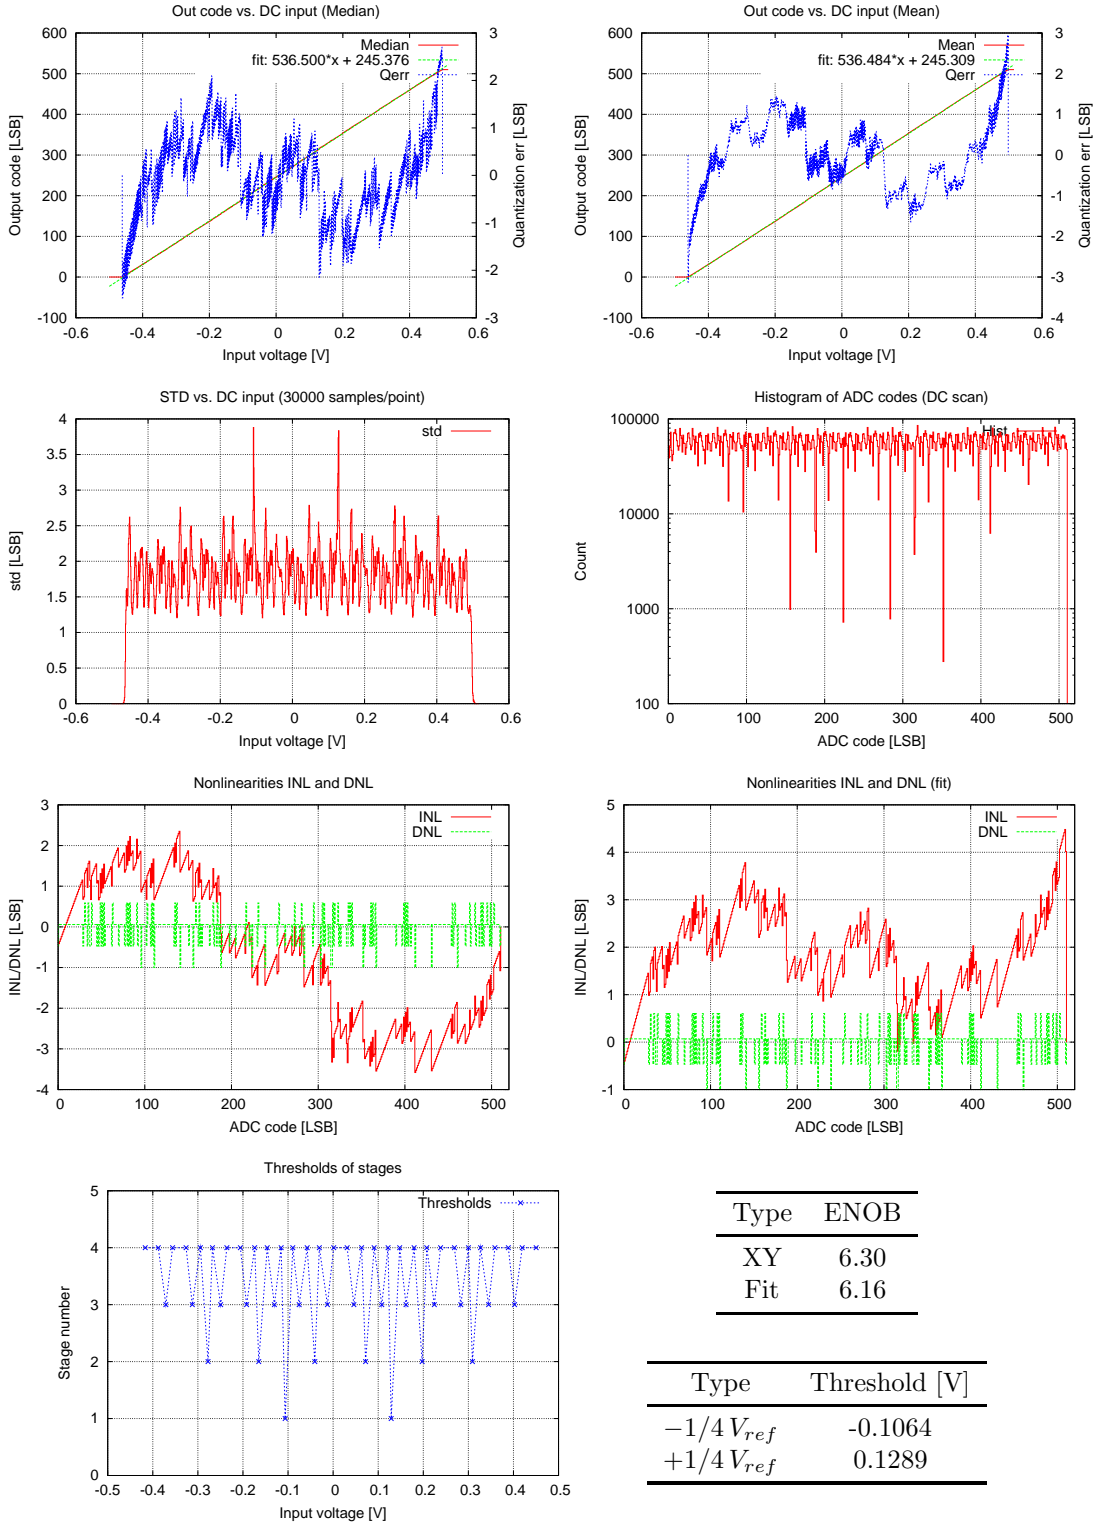 Out code vs. DC input (Median)
Output code [LSB]
600
500
400
300
200
100
0
-100
3
2
1
0
-1
-2
-3
Quantization err [LSB]
Median
fit: 536.500*x + 245.376
Qerr
-0.6 -0.4 -0.2 0 0.2 0.4 0.6
Input voltage [V]
Out code vs. DC input (Mean)
Output code [LSB]
600
500
400
300
200
100
0
-100
3
2
1
0
-1
-2
-3
-4
Quantization err [LSB]
Mean
fit: 536.484*x + 245.309
Qerr
-0.6 -0.4 -0.2 0 0.2 0.4 0.6
Input voltage [V]
STD vs. DC input (30000 samples/point)
std [LSB]
4
3.5
3
2.5
2
1.5
1
0.5
0
std
-0.6 -0.4 -0.2 0 0.2 0.4 0.6
Input voltage [V]
Histogram of ADC codes (DC scan)
Count
100000
10000
1000
100
Hist
0 100 200 300 400 500
ADC code [LSB]
Nonlinearities INL and DNL
INL/DNL [LSB]
3
2
1
0
-1
-2
-3
-4
INL
DNL
0 100 200 300 400 500
ADC code [LSB]
Nonlinearities INL and DNL (fit)
INL/DNL [LSB]
5
4
3
2
1
0
-1
INL
DNL
0 100 200 300 400 500
ADC code [LSB]
Thresholds of stages
Stage number
5
4
3
2
1
0
Thresholds
-0.5 -0.4 -0.3 -0.2 -0.1 0 0.1 0.2 0.3 0.4 0.5
Input voltage [V]
Type ENOB
XY 6.30
Fit 6.16
Type Threshold [V]
−1/4 Vref -0.1064
+1/4 Vref 0.1289